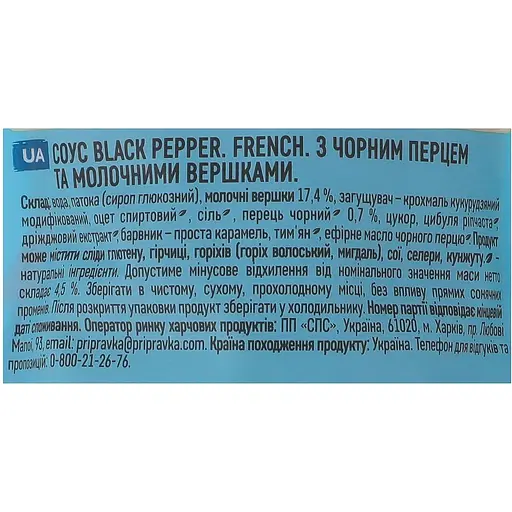 UA СОУС BLACK PEPPER. FRENCH. З ЧОРНИМ ПЕРЦЕМ
ТА МОЛОЧНИМИ ВЕРШКАМИ.
Склад: вода, патока (сироп глюкозний), молочні вершки 17,4 %, загущувач – крохмаль кукурудзяний
модифікований, оцет спиртовий, сіль, перець чорний 0,7 %, цукор, цибуля ріпчаста,
дріжджовий екстракт, барвник – проста карамель, тим'ян, ефірне масло чорного перцю. Продукт
може містити сліди глютену, гірчиці, горіхів (горіх волоський, мигдаль), сої, селери, кунжуту. -
натуральні інгредієнти. Допустиме мінусове відхилення від номінального значення маси нетто
складає 4,5 %. Зберігати в чистому, сухому, прохолодному місці, без впливу прямих сонячних
променів. Після розкриття упаковки продукт зберігати у холодильнику. Номер партії відповідає кінцевій
даті споживання. Оператор ринку харчових продуктів: ПП «СПС», Україна, 61020, м. Харків, пр. Любові
Малої, 93, email: pripravka@pripravka.com. Країна походження продукту: Україна. Телефон для відгуків та
пропозицій: 0-800-21-26-76.